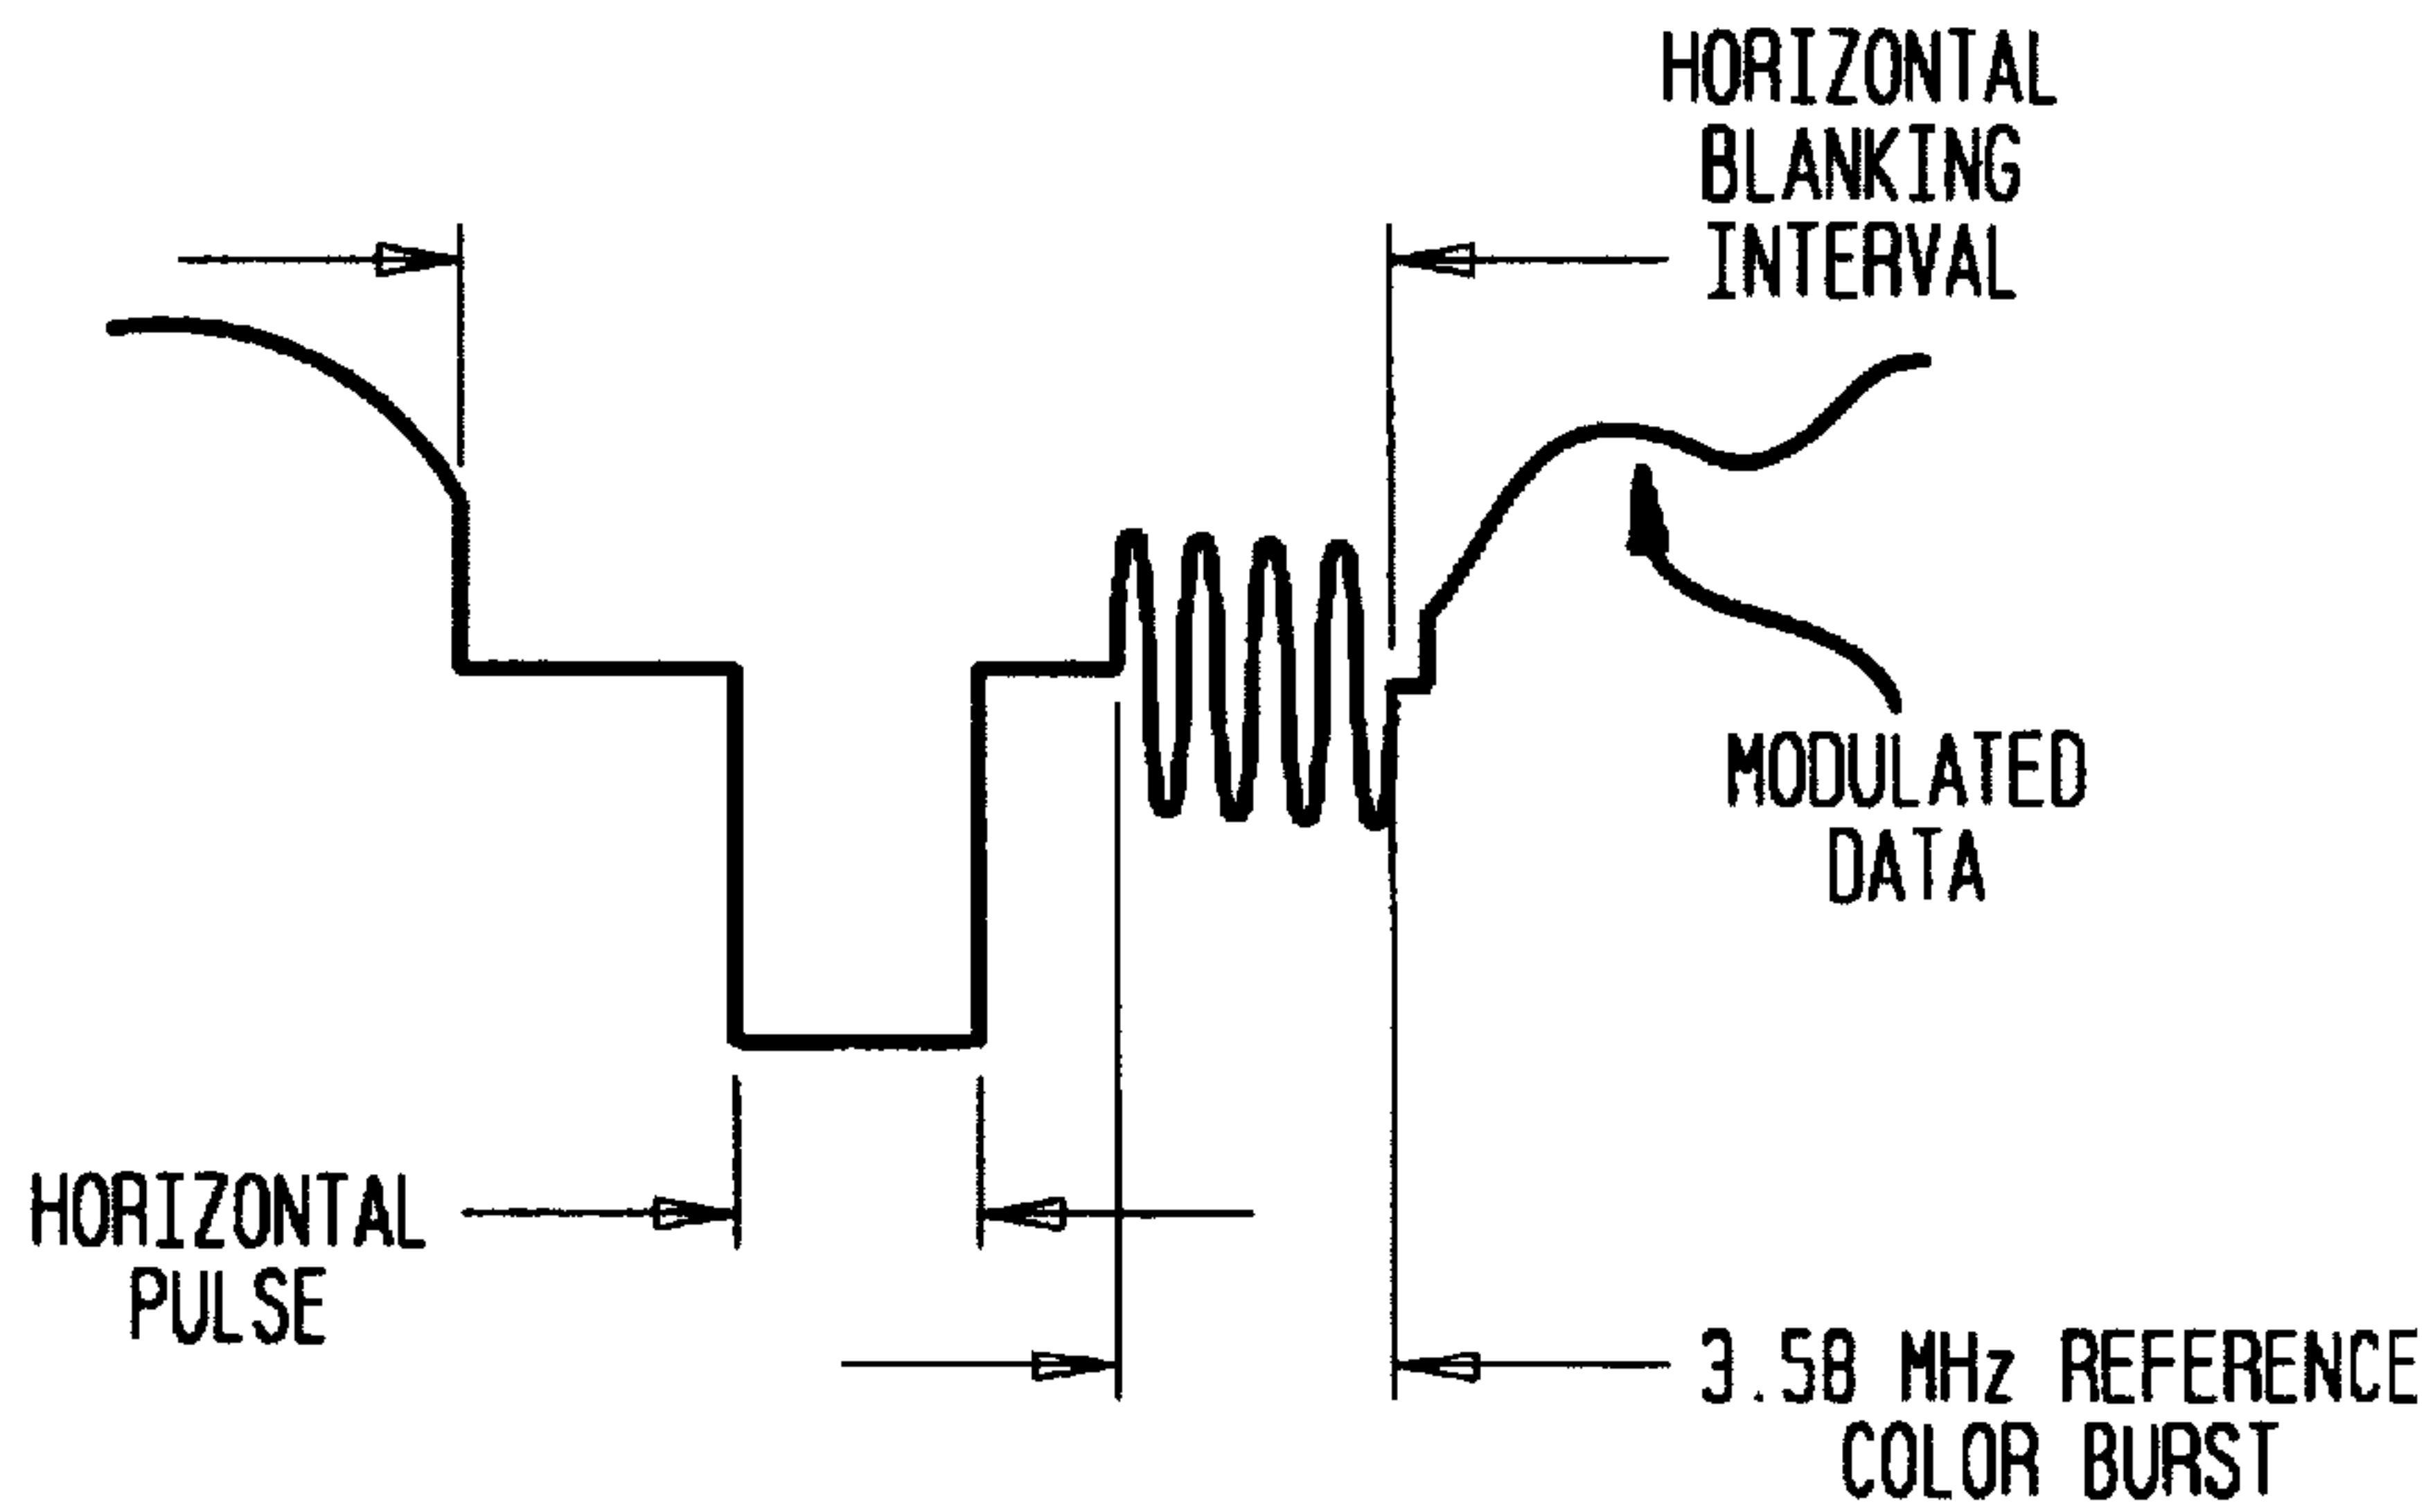 HORIZONTAL
BLANKING
INTERVAL
MODULATED
DATA
HORIZONTAL
PULSE
3.58 MHz REFERENCE
COLOR BURST